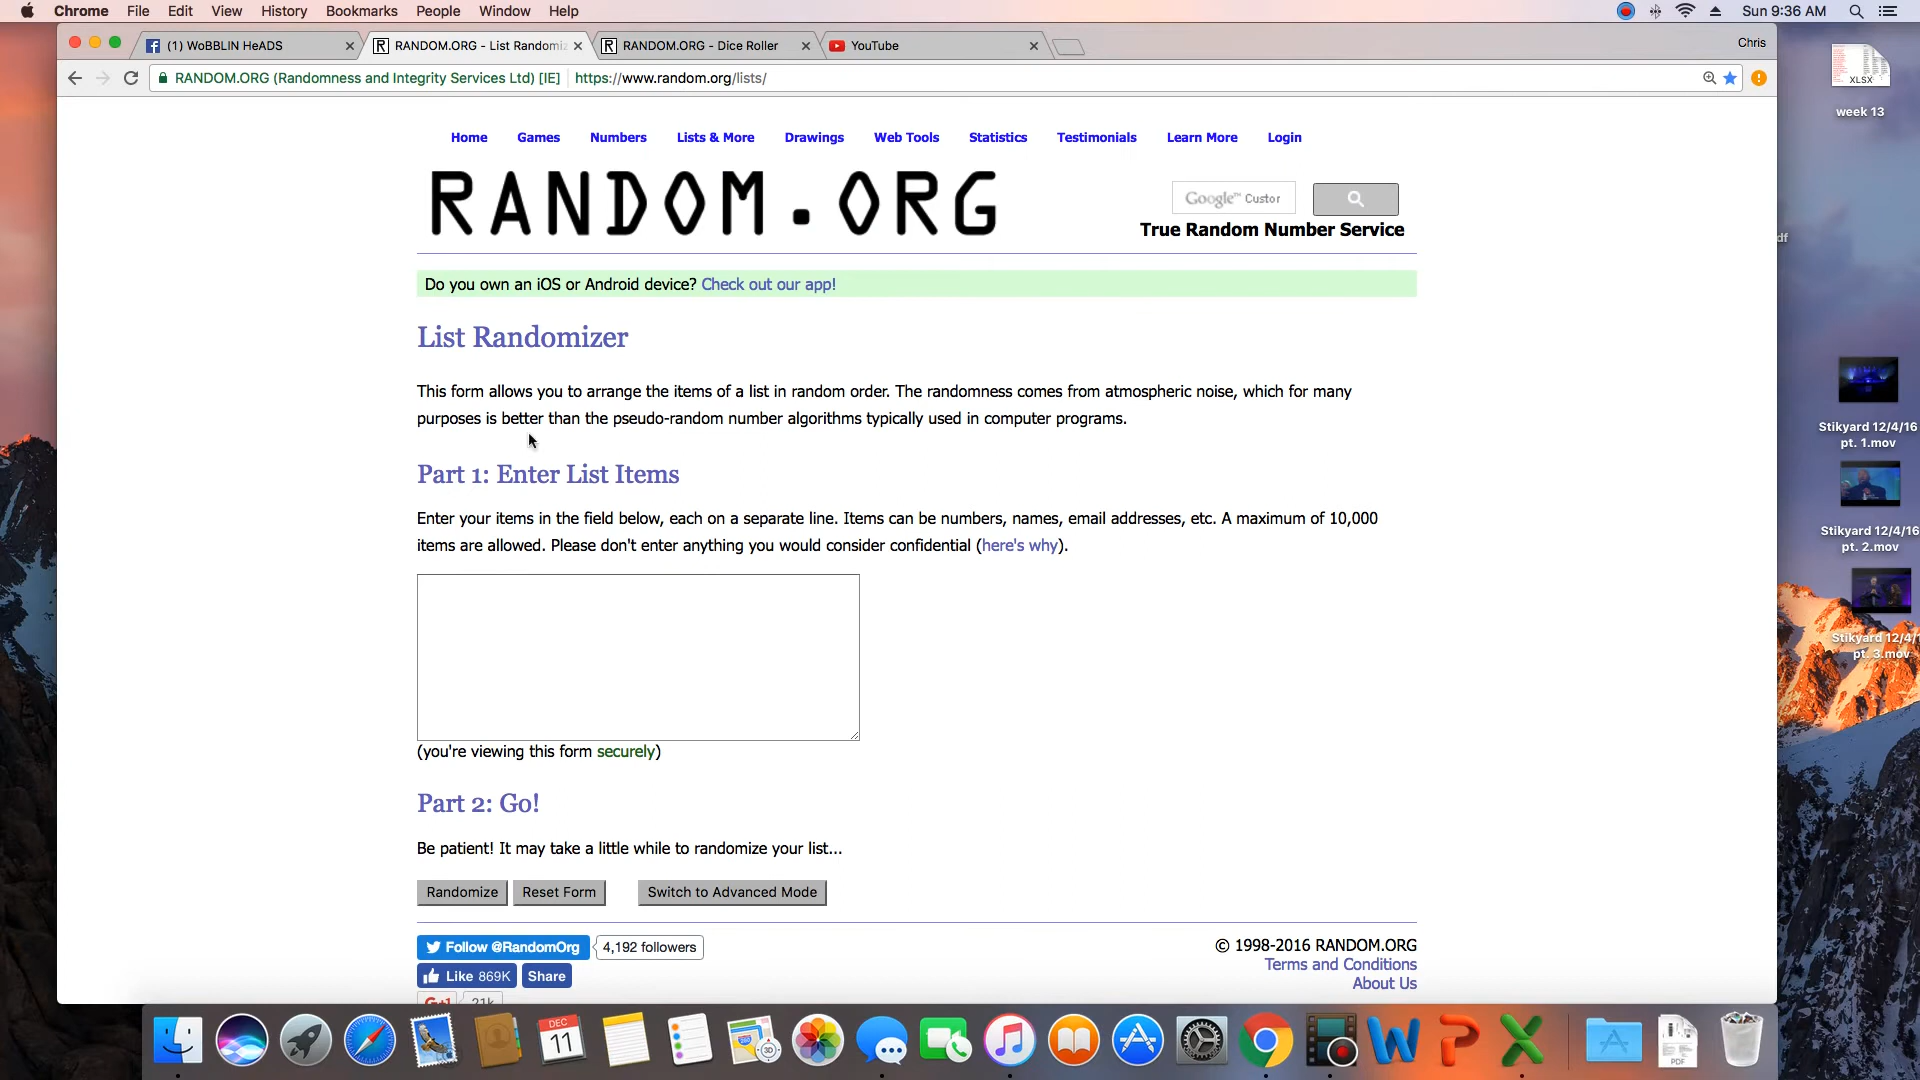 Chrome File Edit View History Bookmarks People Window Help Sun 9:36 AM
(1) WoBBLIN HeADS RANDOM.ORG - List Randomiz RANDOM.ORG - Dice Roller YouTube Chris
RANDOM.ORG (Randomness and Integrity Services Ltd) [IE] https://www.random.org/lists/
XLSX
week 13
Home Games Numbers Lists & More Drawings Web Tools Statistics Testimonials Learn More Login
RANDOM.ORG
Google™ Custor
True Random Number Service
df
Do you own an iOS or Android device? Check out our app!
List Randomizer
This form allows you to arrange the items of a list in random order. The randomness comes from atmospheric noise, which for many
purposes is better than the pseudo-random number algorithms typically used in computer programs.
Stikyard 12/4/16
pt. 1.mov
Part 1: Enter List Items
Enter your items in the field below, each on a separate line. Items can be numbers, names, email addresses, etc. A maximum of 10,000
items are allowed. Please don't enter anything you would consider confidential (here's why).
Stikyard 12/4/16
pt. 2.mov
Stikyard 12/4/1
pt. 3.mov
(you're viewing this form securely)
Part 2: Go!
Be patient! It may take a little while to randomize your list...
Randomize Reset Form Switch to Advanced Mode
Follow @RandomOrg 4,192 followers
© 1998-2016 RANDOM.ORG
Terms and Conditions
About Us
Like 869K Share
G+1 21k
DEC
11
3D
PDF